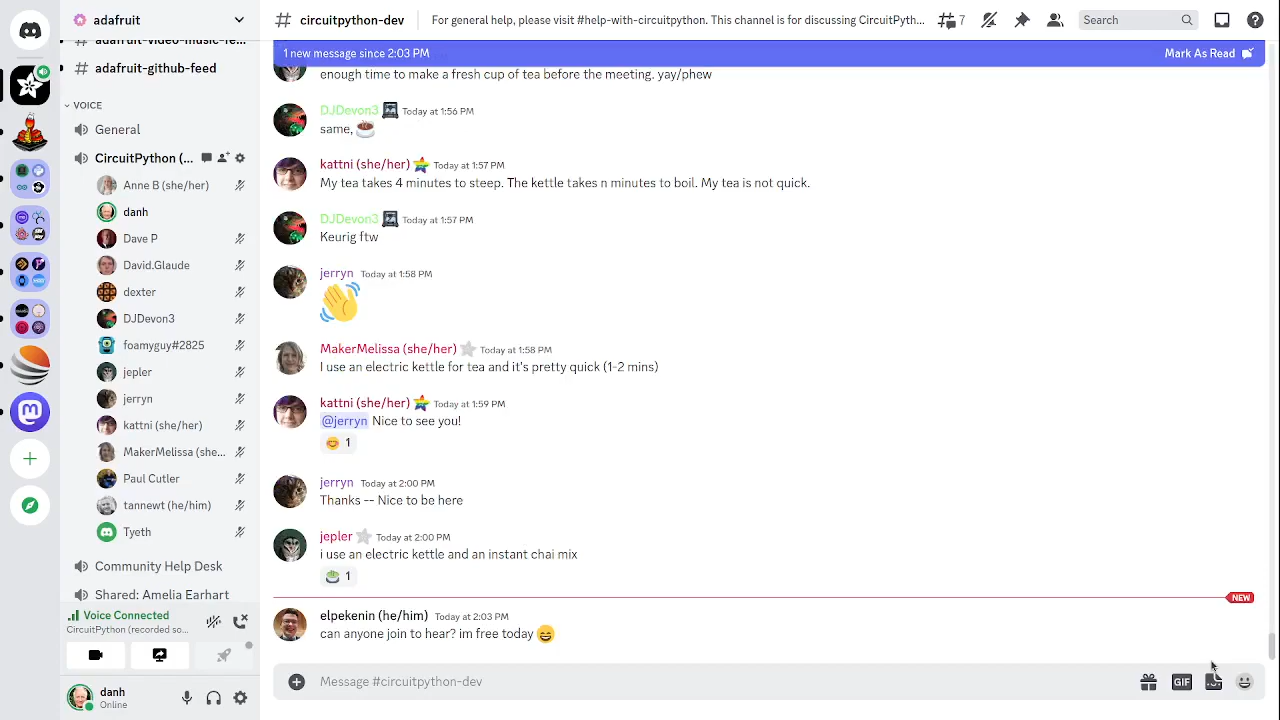 adafruit
# circuitpython-dev
For general help, please visit #help-with-circuitpython. This channel is for discussing CircuitPyth...
7
Search
# adafruit-video-music-fe...
# adafruit-github-feed
VOICE
General
CircuitPython (...
Anne B (she/her)
danh
Dave P
David.Glaude
dexter
DJDevon3
foamyguy#2825
jepler
jerryn
kattni (she/her)
MakerMelissa (she...
Paul Cutler
tannewt (he/him)
Tyeth
Community Help Desk
Shared: Amelia Earhart
Voice Connected
CircuitPython (recorded so...
danh
Online
1 new message since 2:03 PM
Mark As Read
enough time to make a fresh cup of tea before the meeting. yay/phew
DJDevon3 Today at 1:56 PM
same,
kattni (she/her) Today at 1:57 PM
My tea takes 4 minutes to steep. The kettle takes n minutes to boil. My tea is not quick.
DJDevon3 Today at 1:57 PM
Keurig ftw
jerryn Today at 1:58 PM
MakerMelissa (she/her) Today at 1:58 PM
I use an electric kettle for tea and it's pretty quick (1-2 mins)
kattni (she/her) Today at 1:59 PM
@jerryn Nice to see you!
1
jerryn Today at 2:00 PM
Thanks -- Nice to be here
jepler Today at 2:00 PM
i use an electric kettle and an instant chai mix
1
NEW
elpekenin (he/him) Today at 2:03 PM
can anyone join to hear? im free today
Message #circuitpython-dev
GIF